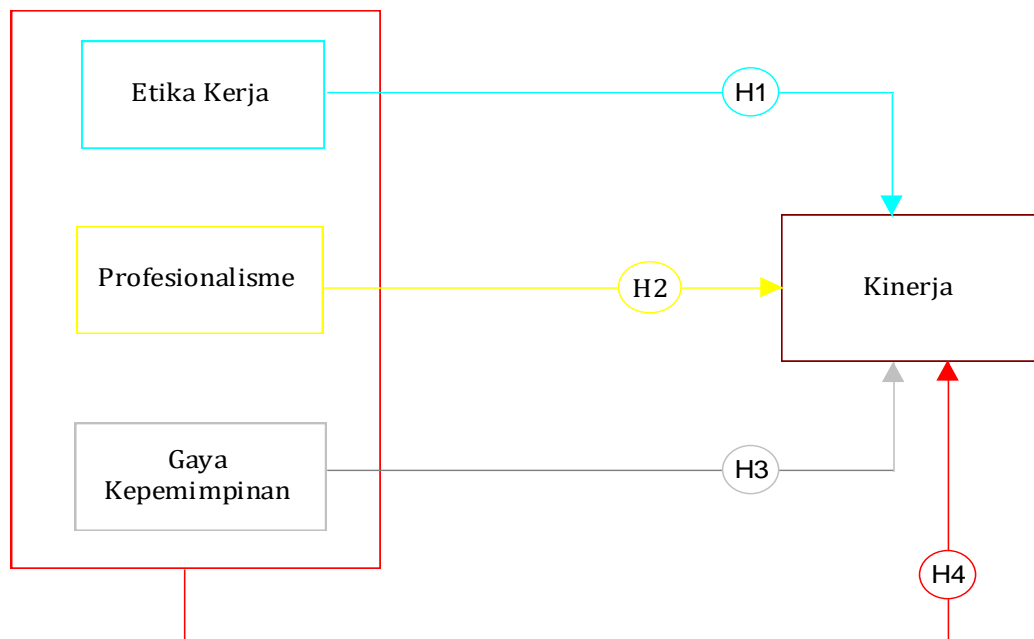 Etika Kerja
H1
Profesionalisme
H2
Kinerja
Gaya
Kepemimpinan
H3
H4